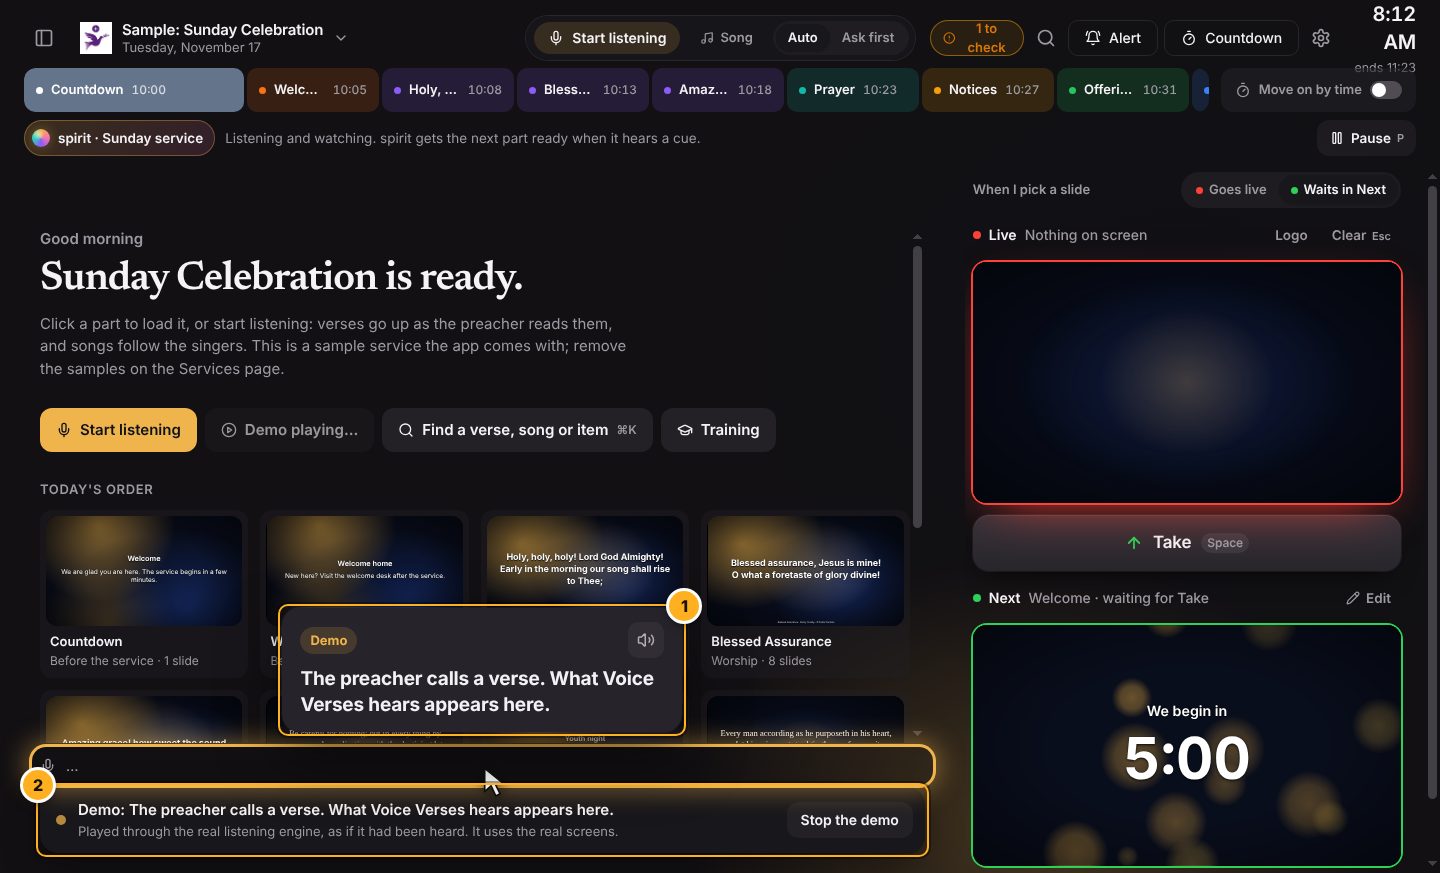 Sample: Sunday Celebration
Tuesday, November 17
Start listening
Song
Auto
Ask first
1 to
check
Alert
Countdown
8:12
AM
ends 11:23
Countdown 10:00
Welc... 10:05
Holy, ... 10:08
Bless... 10:13
Amaz... 10:18
Prayer 10:23
Notices 10:27
Offeri... 10:31
Move on by time
spirit · Sunday service
Listening and watching. spirit gets the next part ready when it hears a cue.
Pause P
When I pick a slide
Goes live
Waits in Next
Good morning
Sunday Celebration is ready.
Click a part to load it, or start listening: verses go up as the preacher reads them,
and songs follow the singers. This is a sample service the app comes with; remove
the samples on the Services page.
Start listening
Demo playing...
Find a verse, song or item ⌘K
Training
TODAY'S ORDER
Welcome
We are glad you are here. The service begins in a few
minutes.
Countdown
Before the service · 1 slide
Welcome home
New here? Visit the welcome desk after the service.
Holy, holy, holy! Lord God Almighty!
Early in the morning our song shall rise
to Thee;
Blessed assurance, Jesus is mine!
O what a foretaste of glory divine!
Blessed Assurance
Worship · 8 slides
1
Demo
The preacher calls a verse. What Voice
Verses hears appears here.
Amazing grace! how sweet the sound
Youth night
Every man according as he purposeth in his heart,
...
2
Demo: The preacher calls a verse. What Voice Verses hears appears here.
Played through the real listening engine, as if it had been heard. It uses the real screens.
Stop the demo
Live Nothing on screen
Logo
Clear Esc
Take Space
Next Welcome · waiting for Take
Edit
We begin in
5:00